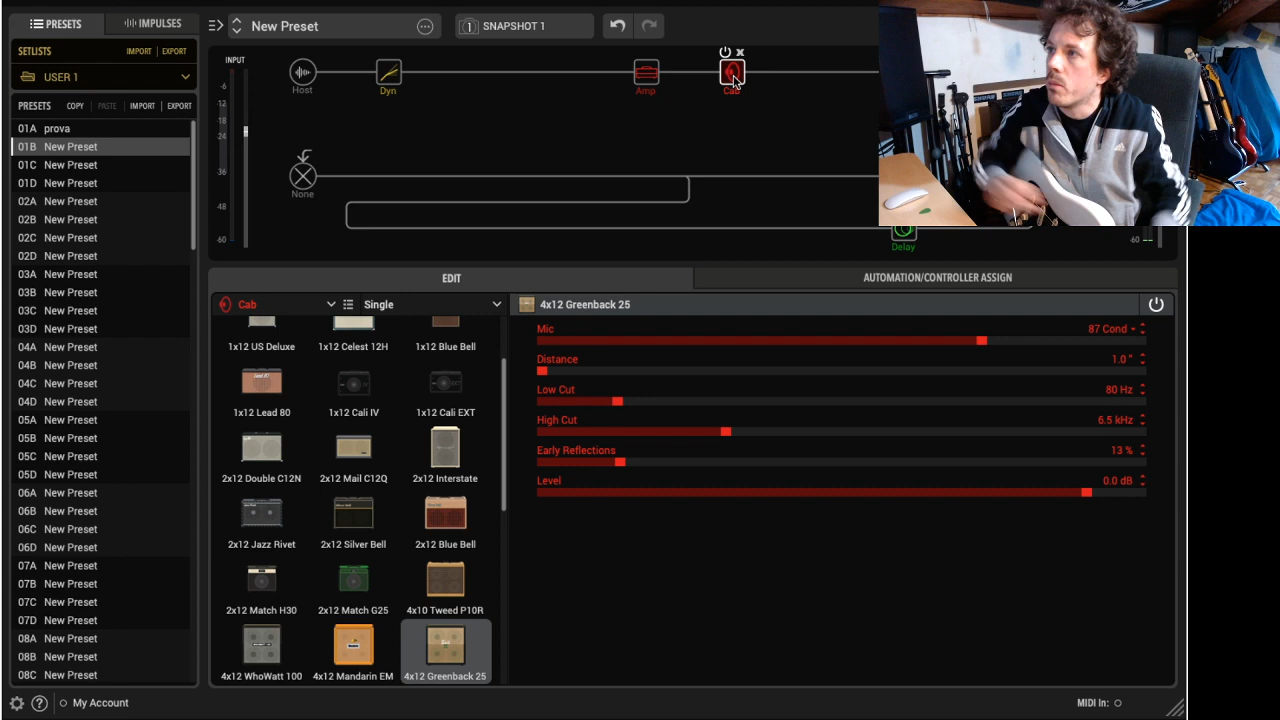 PRESETS
IMPULSES
SETLISTS
IMPORT
EXPORT
USER 1
PRESETS
COPY
PASTE
IMPORT
EXPORT
01A prova
01B New Preset
01C New Preset
01D New Preset
02A New Preset
02B New Preset
02C New Preset
02D New Preset
03A New Preset
03B New Preset
03C New Preset
03D New Preset
04A New Preset
04B New Preset
04C New Preset
04D New Preset
05A New Preset
05B New Preset
05C New Preset
05D New Preset
06A New Preset
06B New Preset
06C New Preset
06D New Preset
07A New Preset
07B New Preset
07C New Preset
07D New Preset
08A New Preset
08B New Preset
08C New Preset
My Account
New Preset
1
SNAPSHOT 1
INPUT
-6
-12
-18
-24
-36
-48
-60
Host
Dyn
Amp
Cab
None
Delay
-60
EDIT
AUTOMATION/CONTROLLER ASSIGN
Cab
Single
1x12 US Deluxe
1x12 Celest 12H
1x12 Blue Bell
1x12 Lead 80
1x12 Cali IV
1x12 Cali EXT
2x12 Double C12N
2x12 Mail C12Q
2x12 Interstate
2x12 Jazz Rivet
2x12 Silver Bell
2x12 Blue Bell
2x12 Match H30
2x12 Match G25
4x10 Tweed P10R
4x12 WhoWatt 100
4x12 Mandarin EM
4x12 Greenback 25
4x12 Greenback 25
Mic 87 Cond
Distance 1.0 "
Low Cut 80 Hz
High Cut 6.5 kHz
Early Reflections 13 %
Level 0.0 dB
MIDI In: